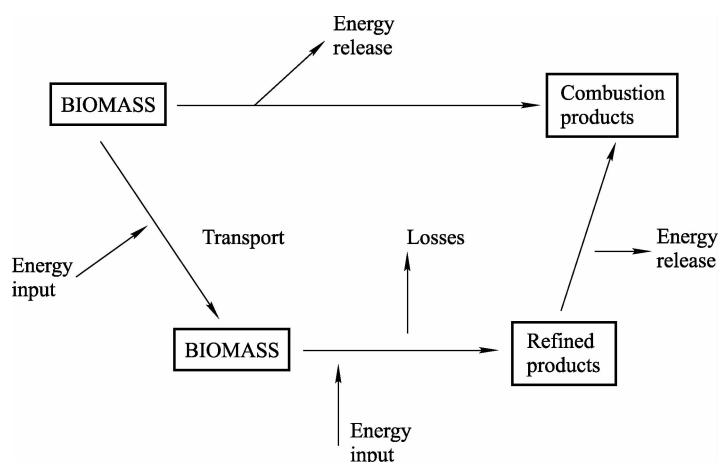 Energy
release
BIOMASS
Combustion
products
Transport
Losses
Energy
release
Energy
input
BIOMASS
Refined
products
Energy
input